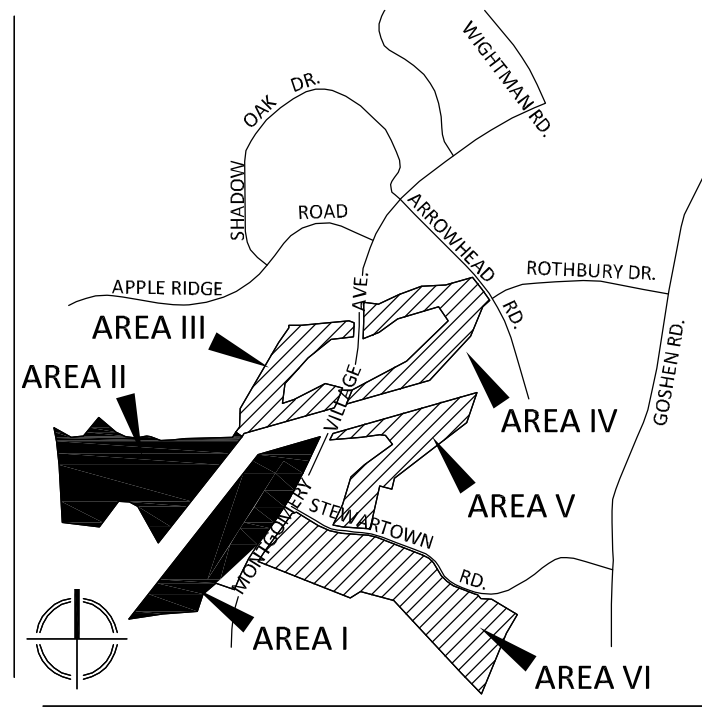 WIGHTMAN RD.
OAK DR.
SHADOW
ROAD
ARROWHEAD RD.
ROTHBURY DR.
APPLE RIDGE
AVE.
AREA III
GOSHEN RD.
AREA II
VILLAGE
AREA IV
MONTGOMERY
AREA V
STEWARTOWN RD.
AREA I
AREA VI